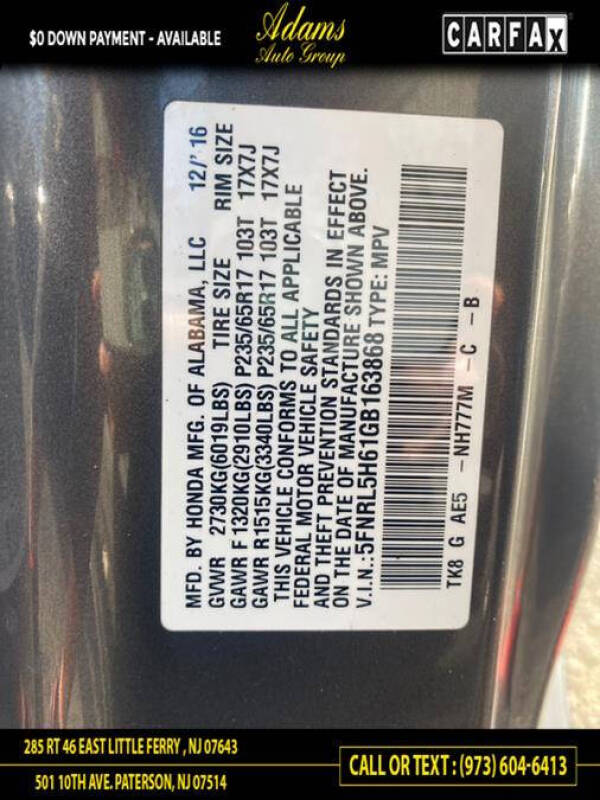 $0 DOWN PAYMENT - AVAILABLE
Adams
Auto Group
CARFAX
MFD. BY HONDA MFG. OF ALABAMA, LLC 12/'16
GVWR 2730KG(6019LBS) TIRE SIZE RIM SIZE
GAWR F 1320KG(2910LBS) P235/65R17 103T 17X7J
GAWR R1515KG(3340LBS) P235/65R17 103T 17X7J
THIS VEHICLE CONFORMS TO ALL APPLICABLE
FEDERAL MOTOR VEHICLE SAFETY
AND THEFT PREVENTION STANDARDS IN EFFECT
ON THE DATE OF MANUFACTURE SHOWN ABOVE.
V.I.N.:5FNRL5H61GB163868 TYPE: MPV
TK8 G AE5 -NH777M -C -B
285 RT 46 EAST LITTLE FERRY , NJ 07643
501 10TH AVE. PATERSON, NJ 07514
CALL OR TEXT : (973) 604-6413